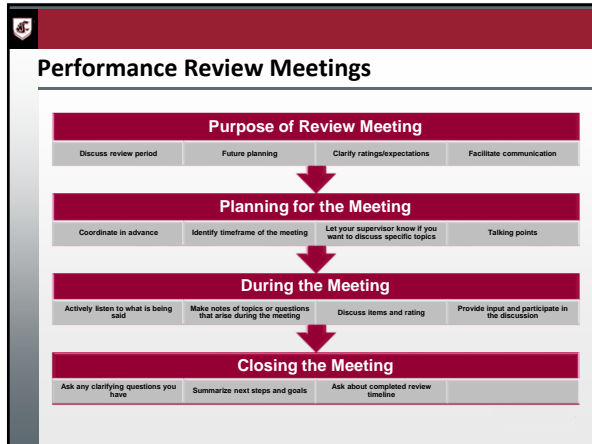 Performance Review Meetings
Purpose of Review Meeting
Discuss review period
Future planning
Clarify ratings/expectations
Facilitate communication
Planning for the Meeting
Coordinate in advance
Identify timeframe of the meeting
Let your supervisor know if you
want to discuss specific topics
Talking points
During the Meeting
Actively listen to what is being
said
Make notes of topics or questions
that arise during the meeting
Discuss items and rating
Provide input and participate in
the discussion
Closing the Meeting
Ask any clarifying questions you
have
Summarize next steps and goals
Ask about completed review
timeline